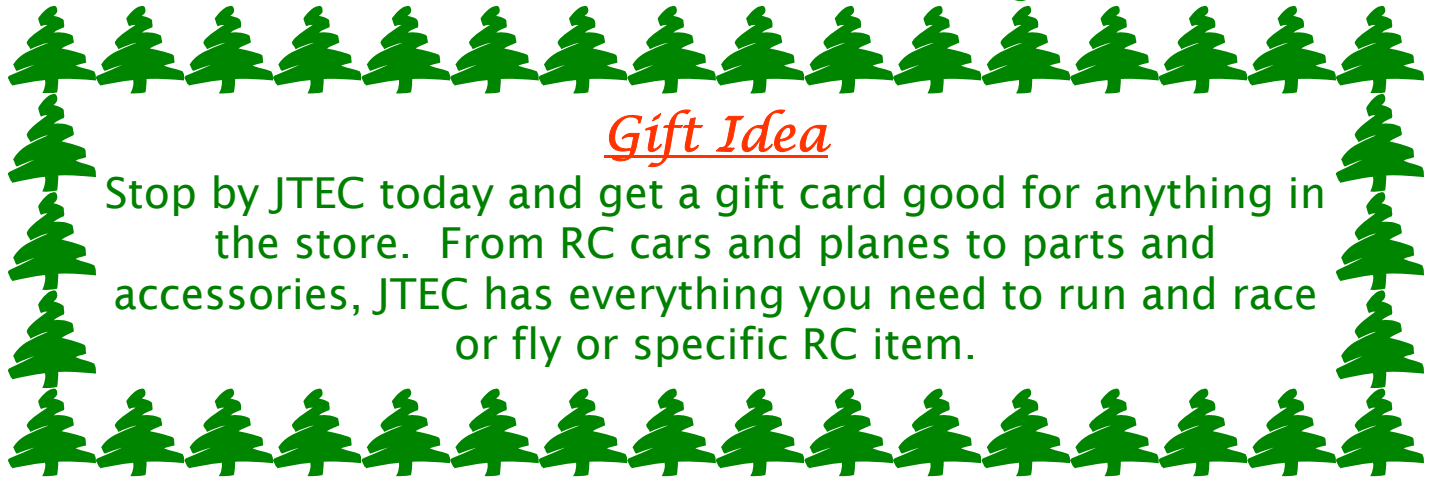 Gift Idea
Stop by JTEC today and get a gift card good for anything in
the store.  From RC cars and planes to parts and
accessories, JTEC has everything you need to run and race
or fly or specific RC item.